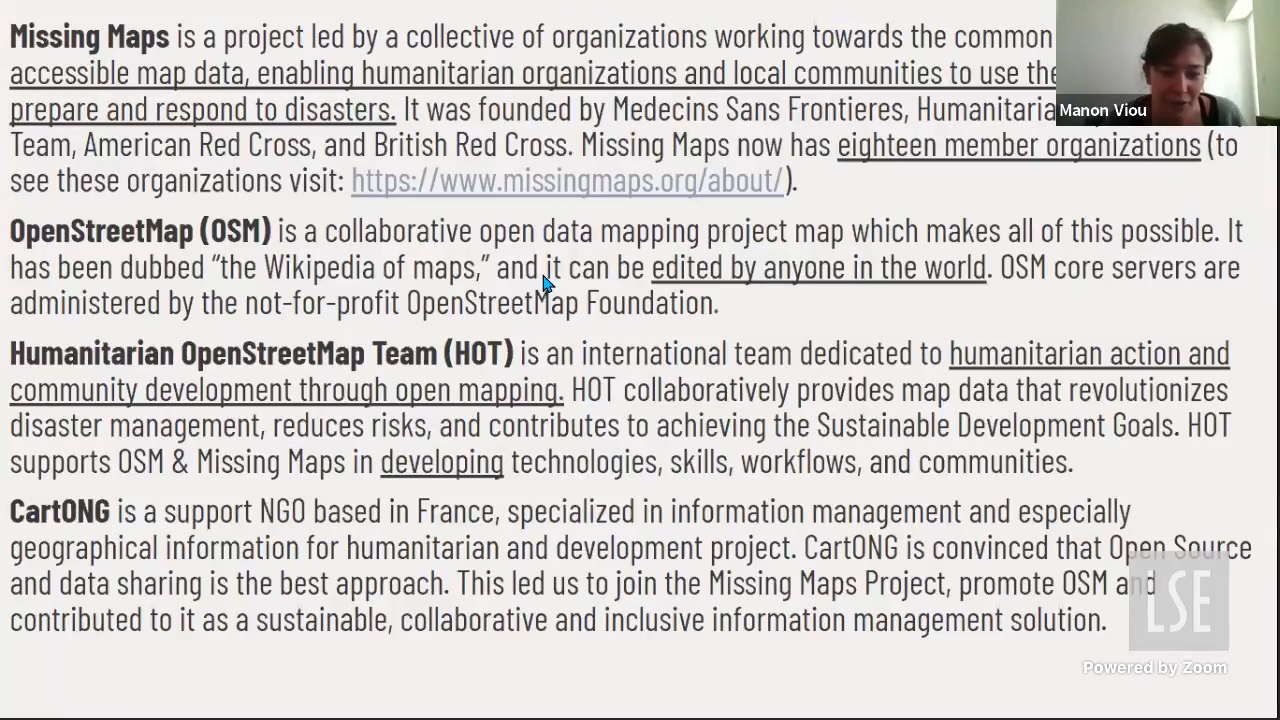 Missing Maps is a project led by a collective of organizations working towards the common
accessible map data, enabling humanitarian organizations and local communities to use the
prepare and respond to disasters. It was founded by Medecins Sans Frontieres, Humanitaria
Manon Viou
Team, American Red Cross, and British Red Cross. Missing Maps now has eighteen member organizations (to
see these organizations visit: https://www.missingmaps.org/about/).
OpenStreetMap (OSM) is a collaborative open data mapping project map which makes all of this possible. It
has been dubbed “the Wikipedia of maps,” and it can be edited by anyone in the world. OSM core servers are
administered by the not-for-profit OpenStreetMap Foundation.
Humanitarian OpenStreetMap Team (HOT) is an international team dedicated to humanitarian action and
community development through open mapping. HOT collaboratively provides map data that revolutionizes
disaster management, reduces risks, and contributes to achieving the Sustainable Development Goals. HOT
supports OSM & Missing Maps in developing technologies, skills, workflows, and communities.
CartONG is a support NGO based in France, specialized in information management and especially
geographical information for humanitarian and development project. CartONG is convinced that Open Source
and data sharing is the best approach. This led us to join the Missing Maps Project, promote OSM and
contributed to it as a sustainable, collaborative and inclusive information management solution.
LSE
Powered by Zoom